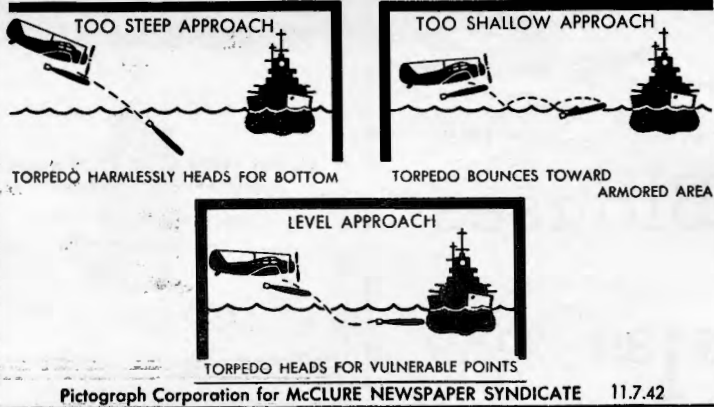 TOO STEEP APPROACH
TORPEDO HARMLESSLY HEADS FOR BOTTOM
TOO SHALLOW APPROACH
TORPEDO BOUNCES TOWARD
ARMORED AREA
LEVEL APPROACH
TORPEDO HEADS FOR VULNERABLE POINTS
Pictograph Corporation for McCLURE NEWSPAPER SYNDICATE 11.7.42